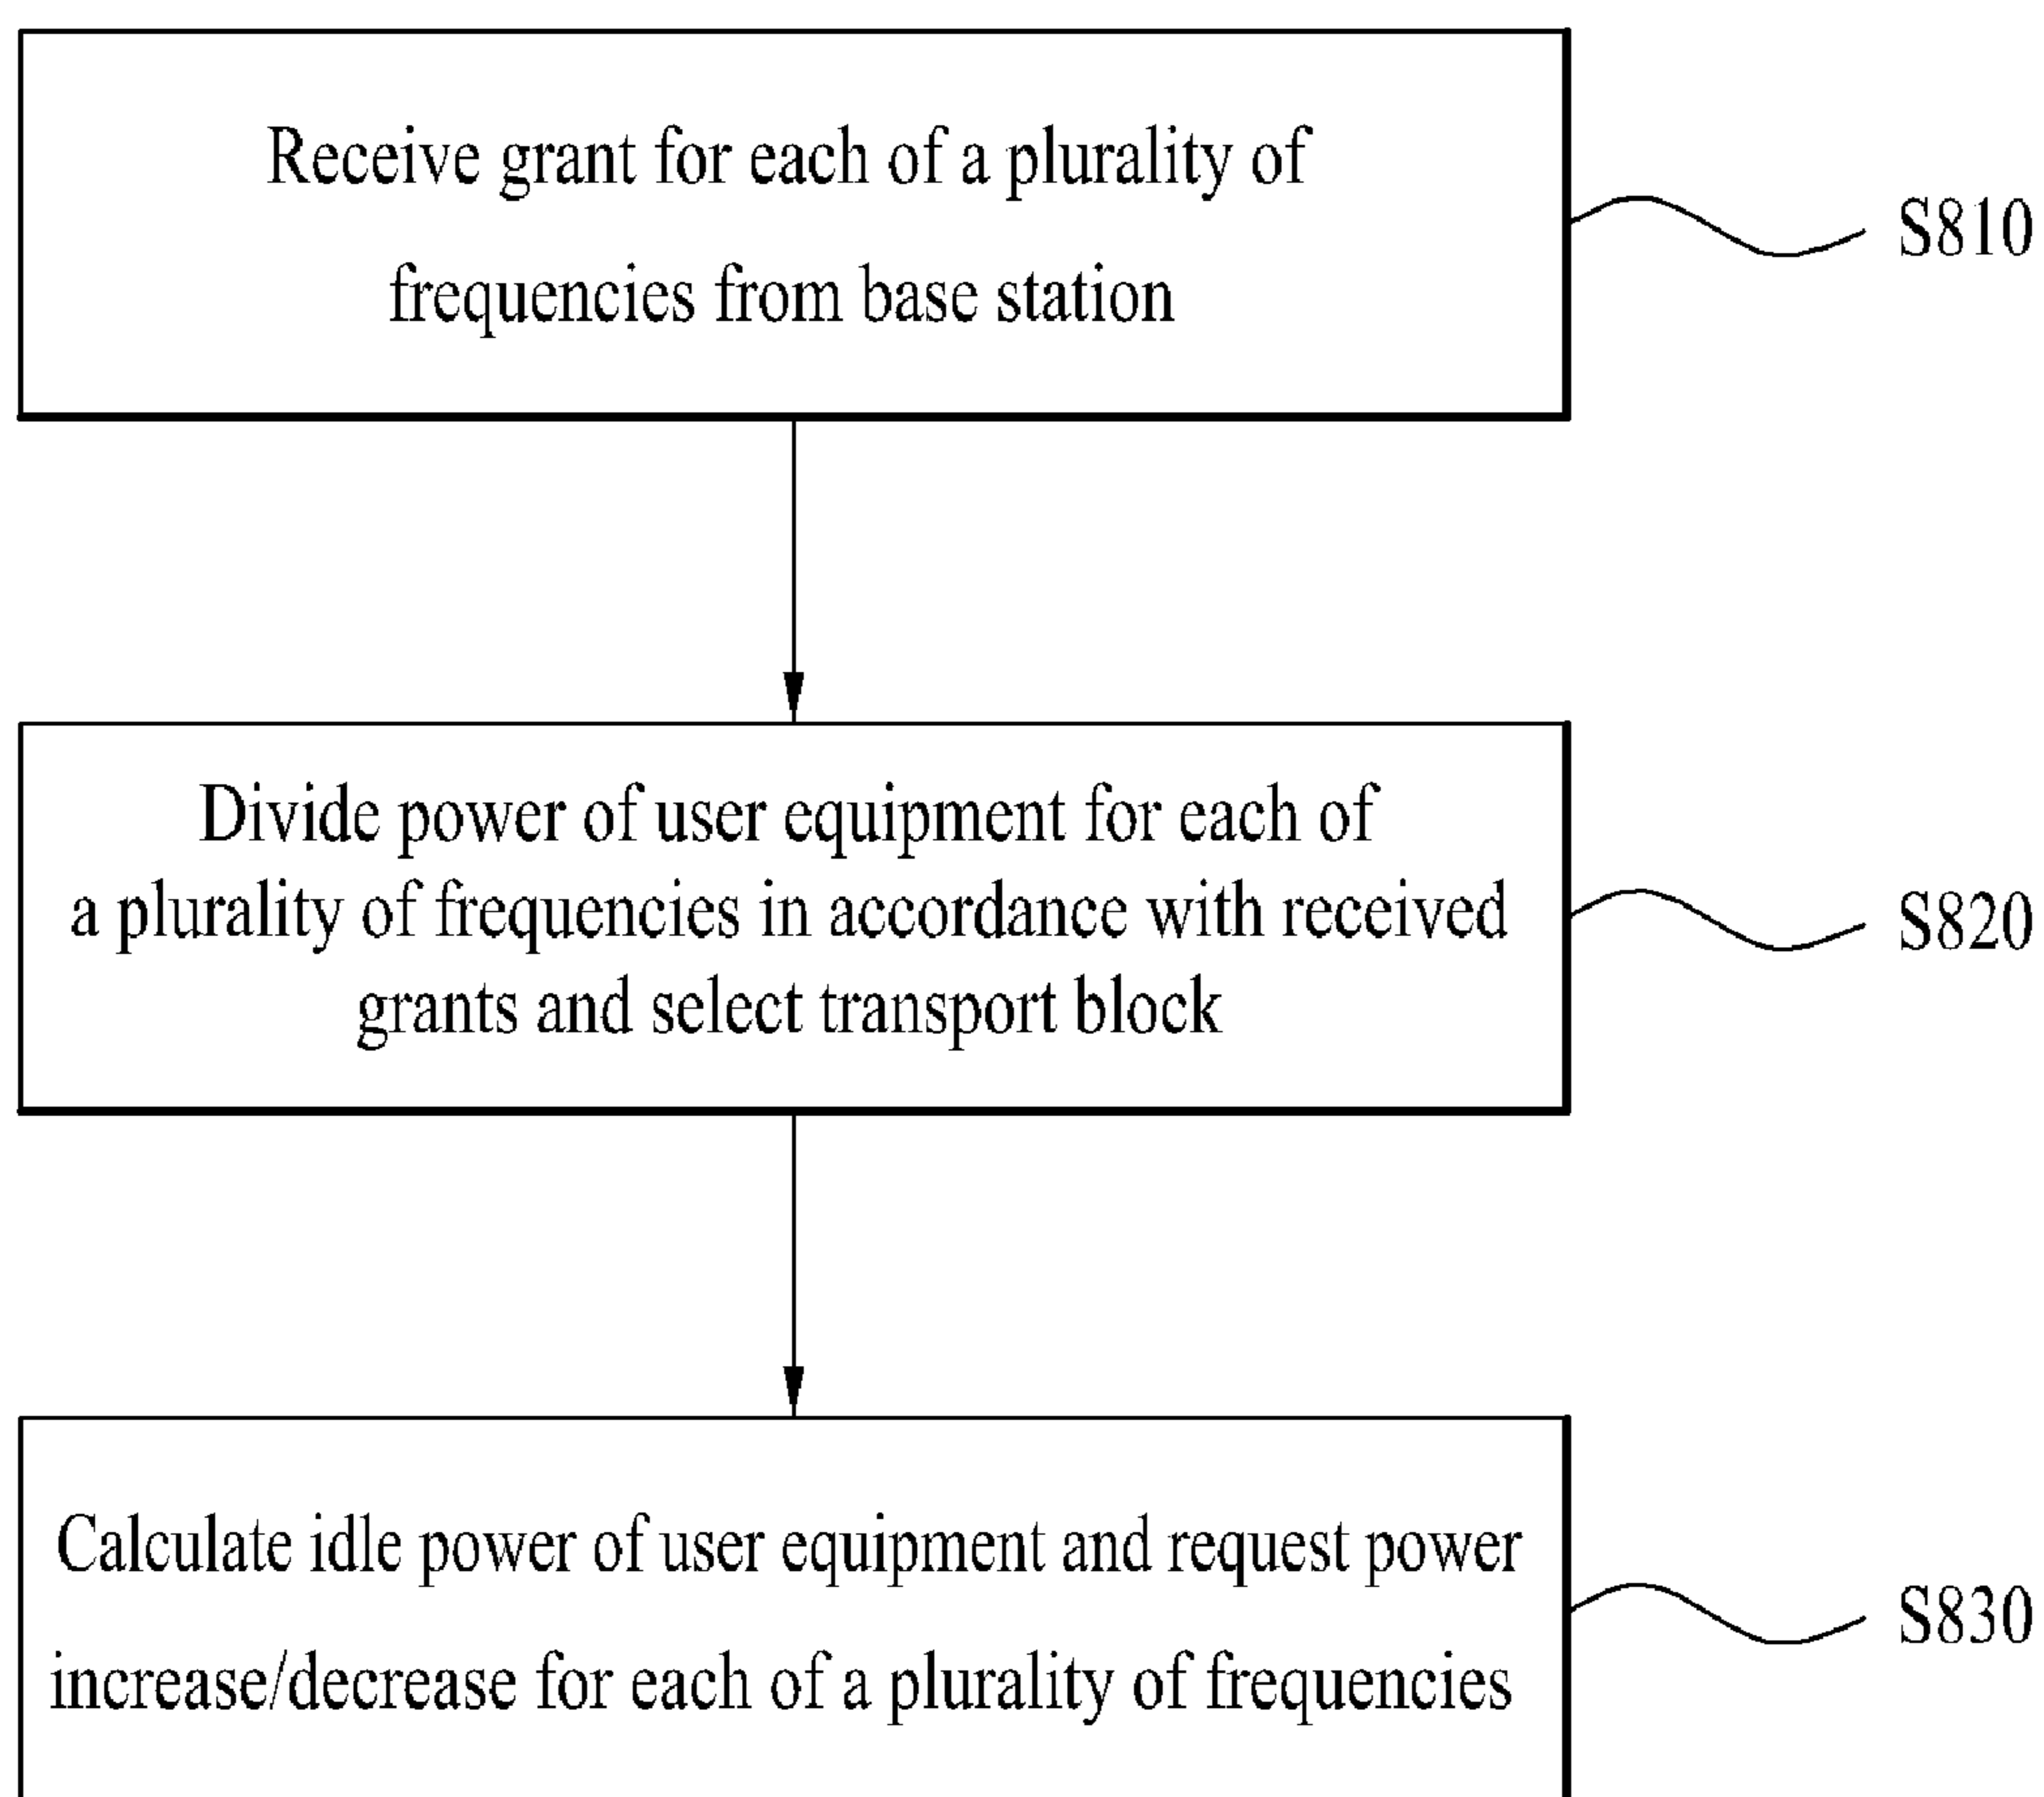 Receive grant for each of a plurality of
frequencies from base station
S810
Divide power of user equipment for each of
a plurality of frequencies in accordance with received
grants and select transport block
S820
Calculate idle power of user equipment and request power
increase/decrease for each of a plurality of frequencies
S830